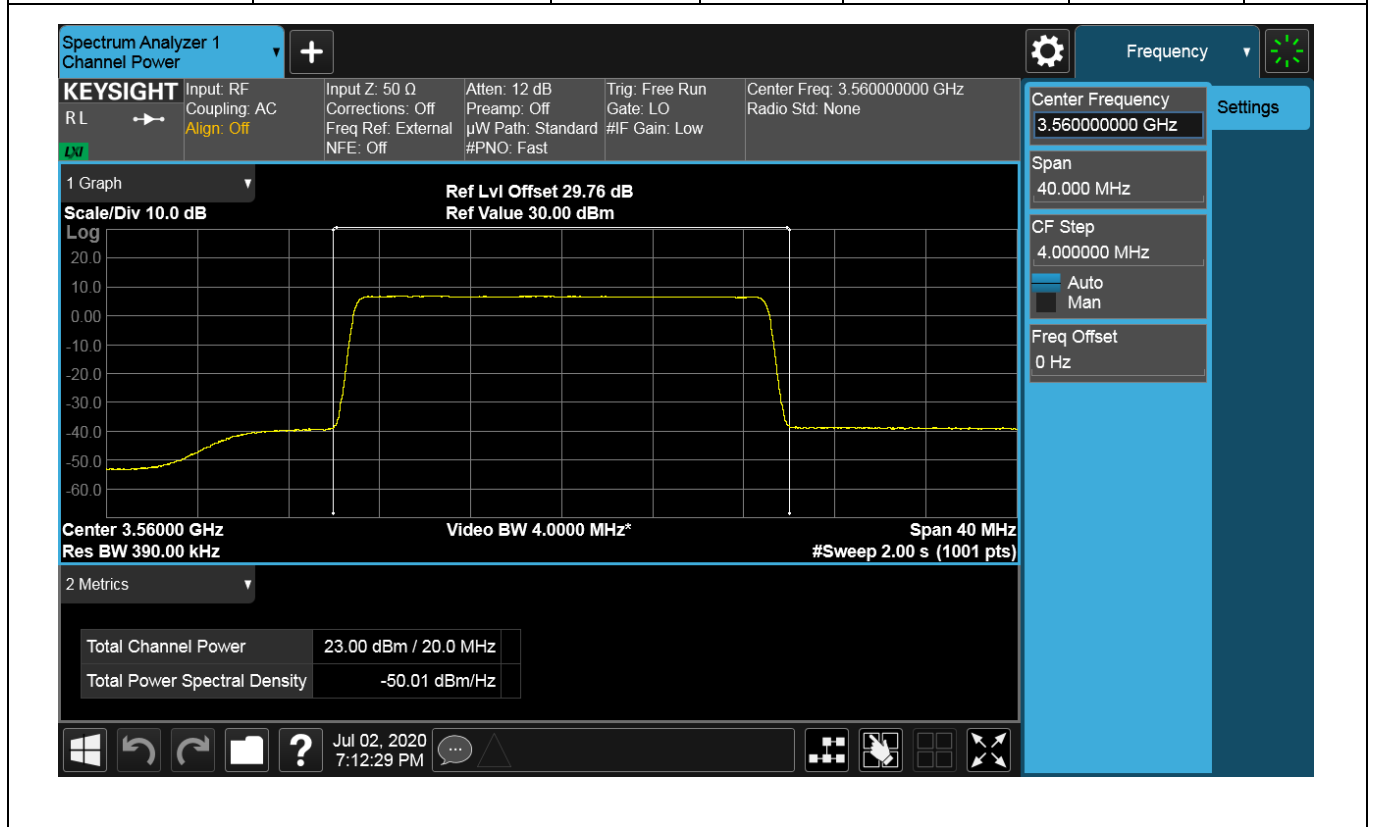 Spectrum Analyzer 1
Channel Power
Frequency
KEYSIGHT
RL
LXI
Input: RF
Coupling: AC
Align: Off
Input Z: 50 Ω
Corrections: Off
Freq Ref: External
NFE: Off
Atten: 12 dB
Preamp: Off
µW Path: Standard
#PNO: Fast
Trig: Free Run
Gate: LO
#IF Gain: Low
Center Freq: 3.560000000 GHz
Radio Std: None
Center Frequency
3.560000000 GHz
Settings
Span
40.000 MHz
CF Step
4.000000 MHz
Auto
Man
Freq Offset
0 Hz
1 Graph
Scale/Div 10.0 dB
Ref Lvl Offset 29.76 dB
Ref Value 30.00 dBm
Log
20.0
10.0
0.00
-10.0
-20.0
-30.0
-40.0
-50.0
-60.0
Center 3.56000 GHz
Res BW 390.00 kHz
Video BW 4.0000 MHz*
Span 40 MHz
#Sweep 2.00 s (1001 pts)
2 Metrics
Total Channel Power 23.00 dBm / 20.0 MHz
Total Power Spectral Density -50.01 dBm/Hz
?
Jul 02, 2020
7:12:29 PM